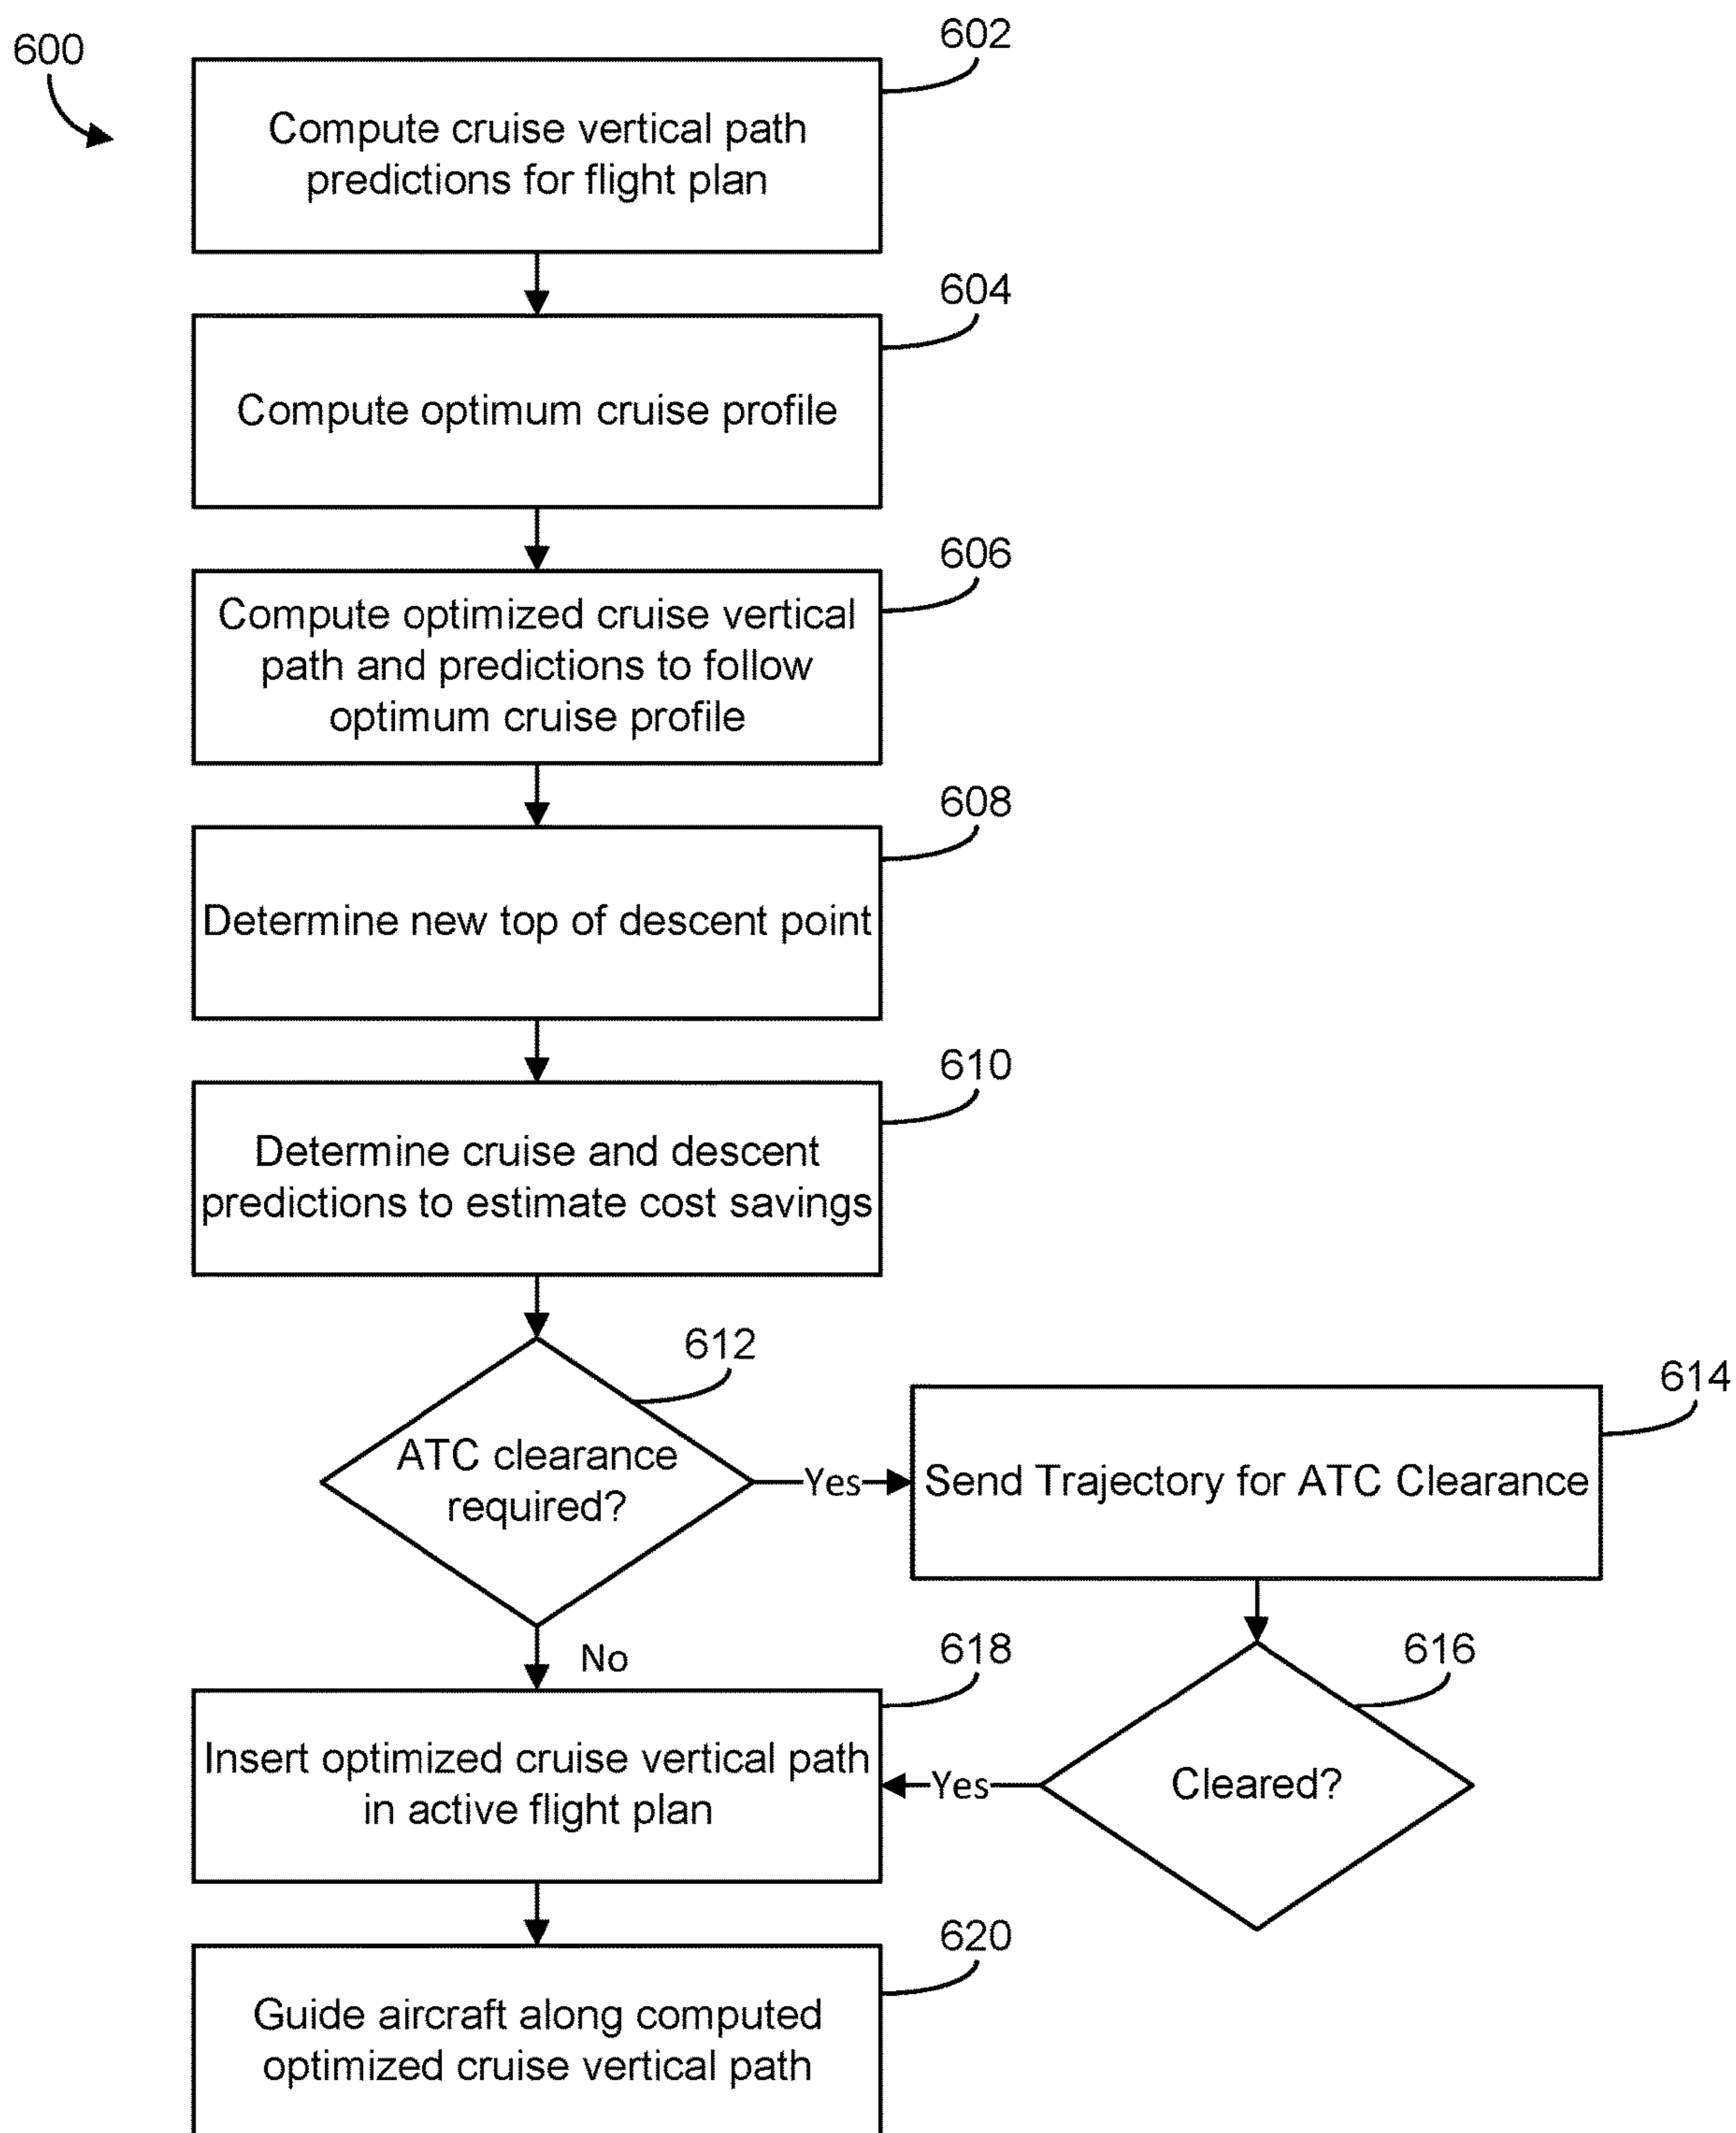 600
602
Compute cruise vertical path
predictions for flight plan
604
Compute optimum cruise profile
606
Compute optimized cruise vertical
path and predictions to follow
optimum cruise profile
608
Determine new top of descent point
610
Determine cruise and descent
predictions to estimate cost savings
612
ATC clearance
required?
Yes
614
Send Trajectory for ATC Clearance
No
616
Cleared?
Yes
618
Insert optimized cruise vertical path
in active flight plan
620
Guide aircraft along computed
optimized cruise vertical path